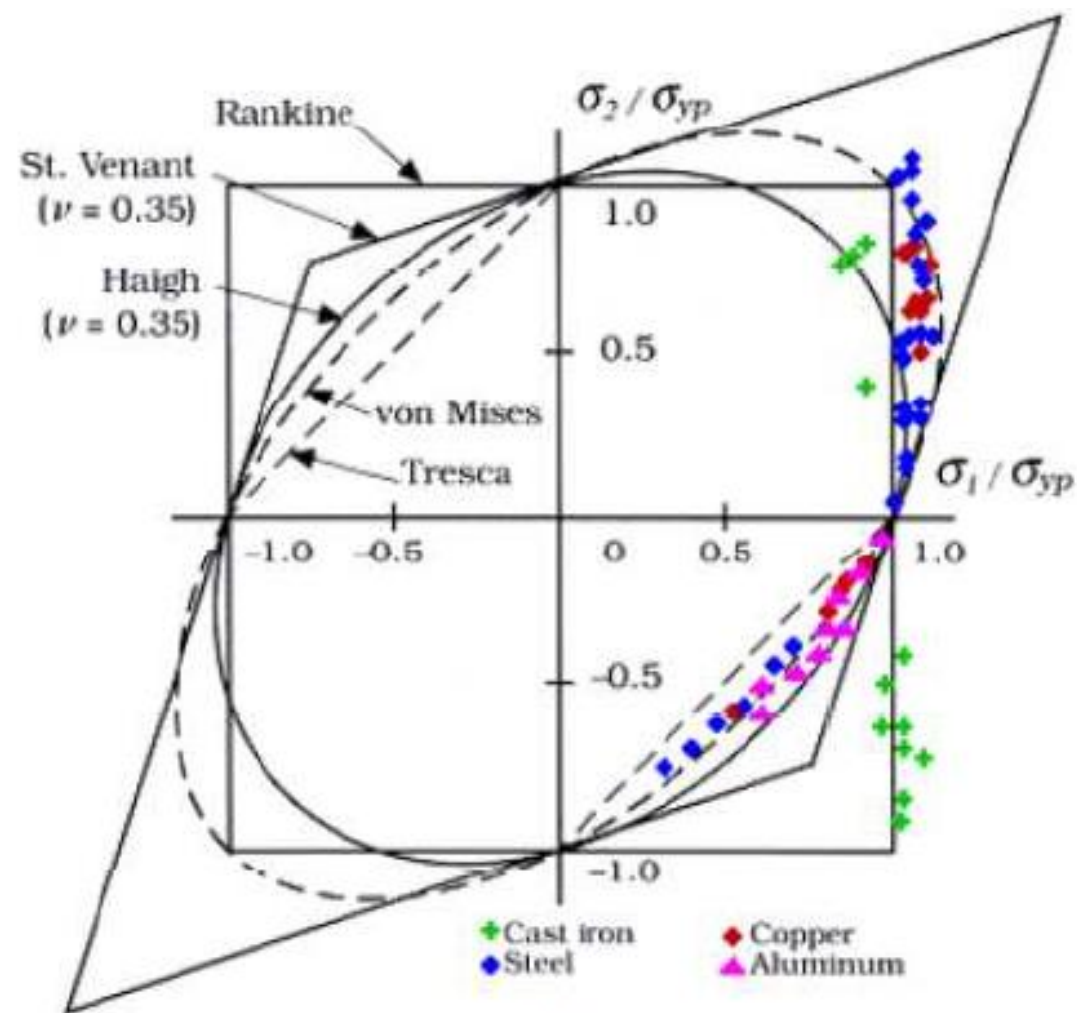 σ₂ / σyp
Rankine
St. Venant
(ν = 0.35)
1.0
Haigh
(ν = 0.35)
0.5
von Mises
Tresca
σ₁ / σyp
-1.0 -0.5 0 0.5 1.0
-0.5
-1.0
Cast iron Copper
Steel Aluminum